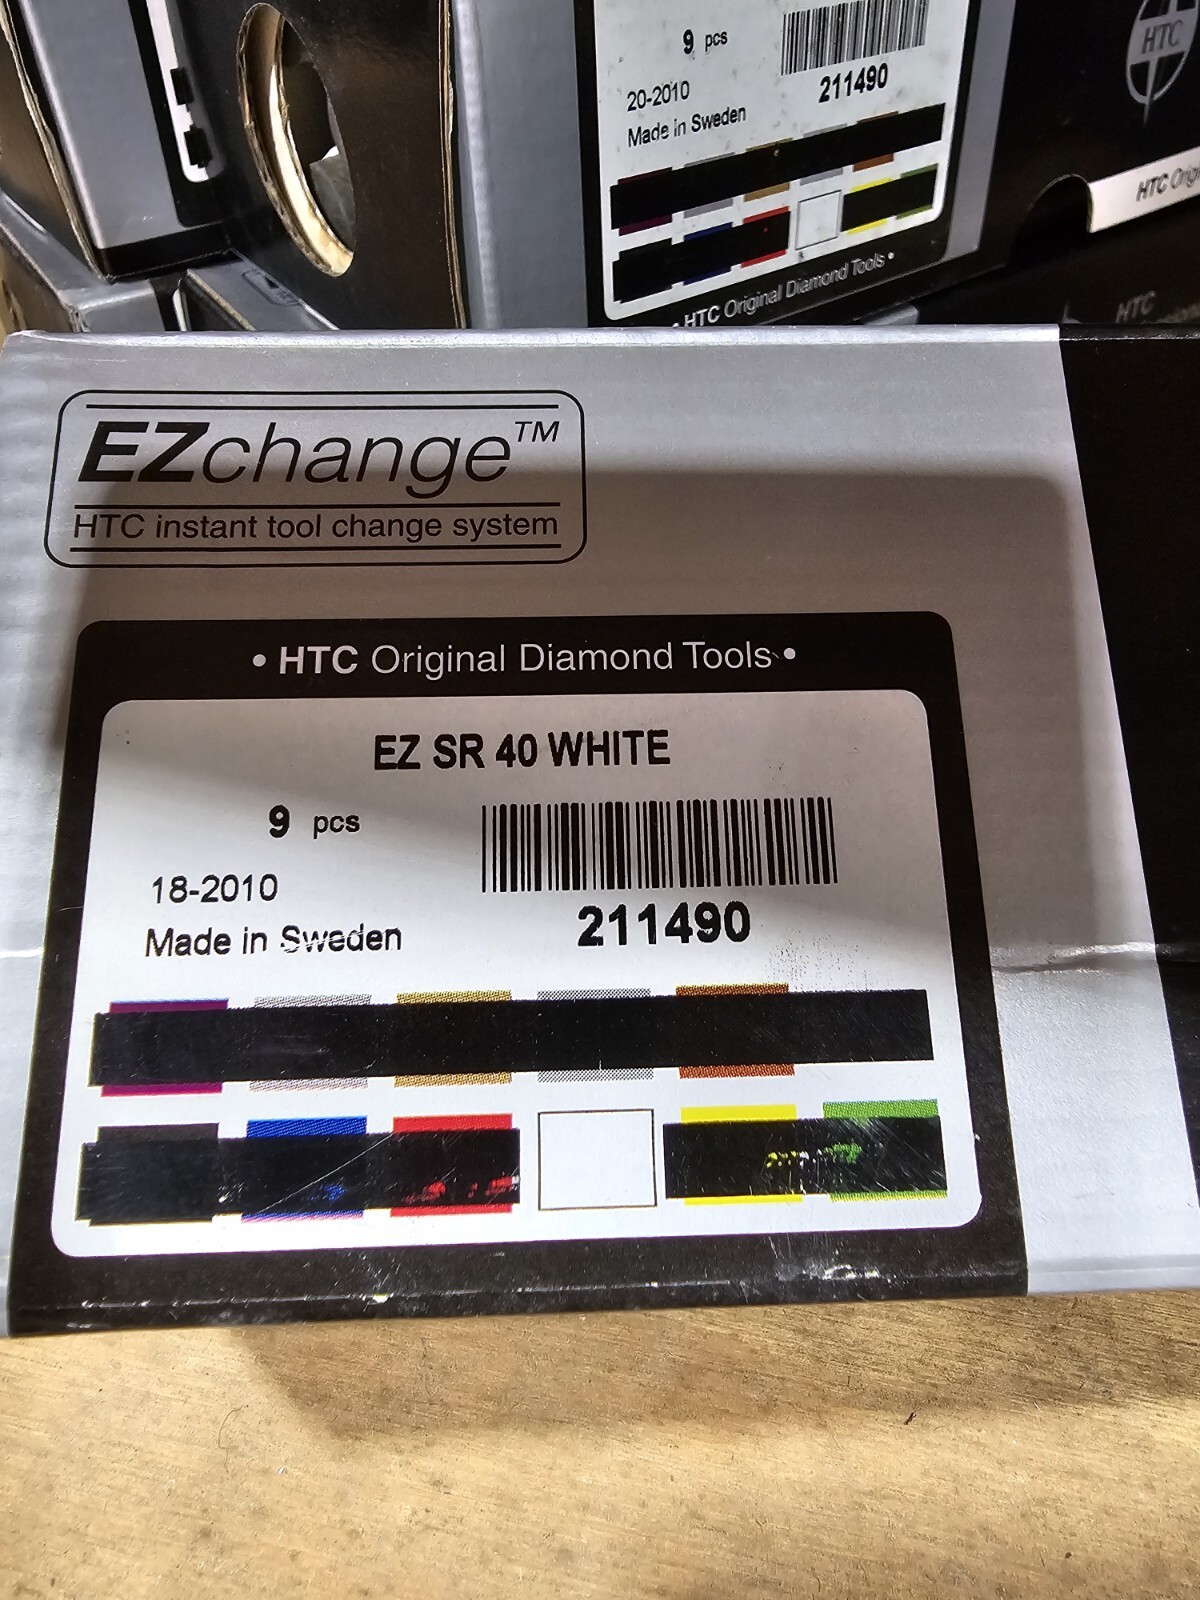 9 pcs
211490
20-2010
Made in Sweden
HTC Original Diamond Tools •
HTC
HTC
HTC
EZchange™
HTC instant tool change system
• HTC Original Diamond Tools •
EZ SR 40 WHITE
9 pcs
18-2010
211490
Made in Sweden